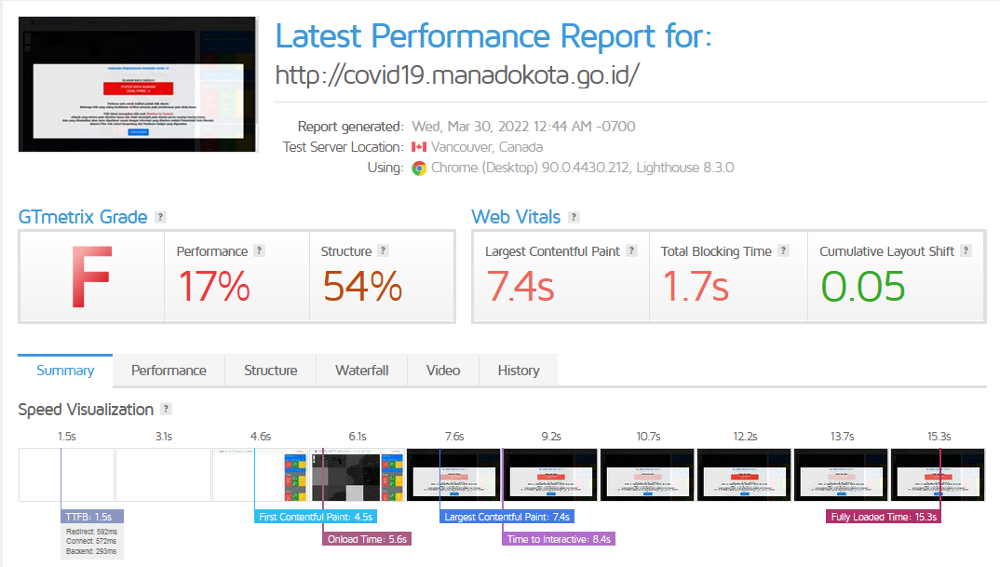 Latest Performance Report for:
http://covid19.manadokota.go.id/
Report generated: Wed, Mar 30, 2022 12:44 AM -0700
Test Server Location: Vancouver, Canada
Using: Chrome (Desktop) 90.0.4430.212, Lighthouse 8.3.0
GTmetrix Grade ?
Web Vitals ?
F
Performance ?
17%
Structure ?
54%
Largest Contentful Paint ?
7.4s
Total Blocking Time ?
1.7s
Cumulative Layout Shift ?
0.05
Summary Performance Structure Waterfall Video History
Speed Visualization ?
1.5s 3.1s 4.6s 6.1s 7.6s 9.2s 10.7s 12.2s 13.7s 15.3s
TTFB: 1.5s
Redirect: 592ms
Connect: 572ms
Backend: 293ms
First Contentful Paint: 4.5s
Onload Time: 5.6s
Largest Contentful Paint: 7.4s
Time to Interactive: 8.4s
Fully Loaded Time: 15.3s